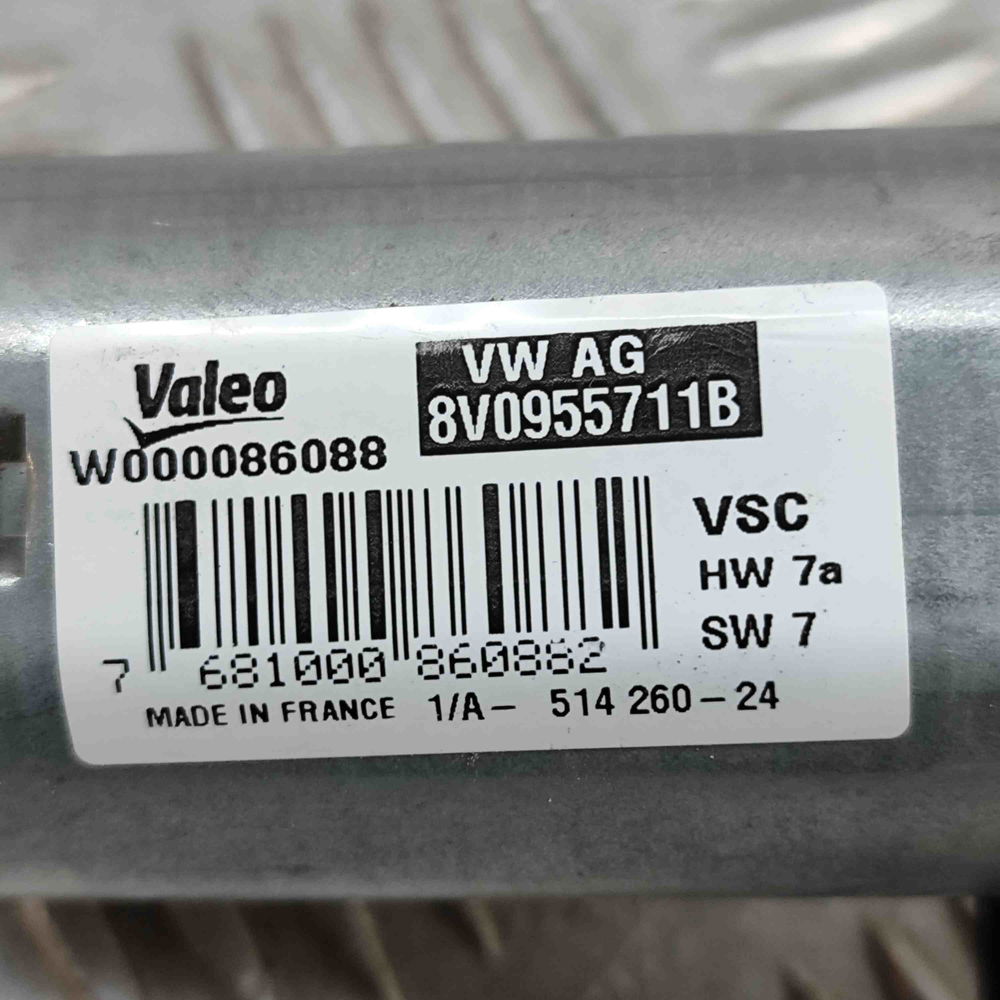 Valeo
W000086088
VW AG
8V0955711B
VSC
HW 7a
SW 7
7 681000 860882
MADE IN FRANCE 1/A- 514 260-24